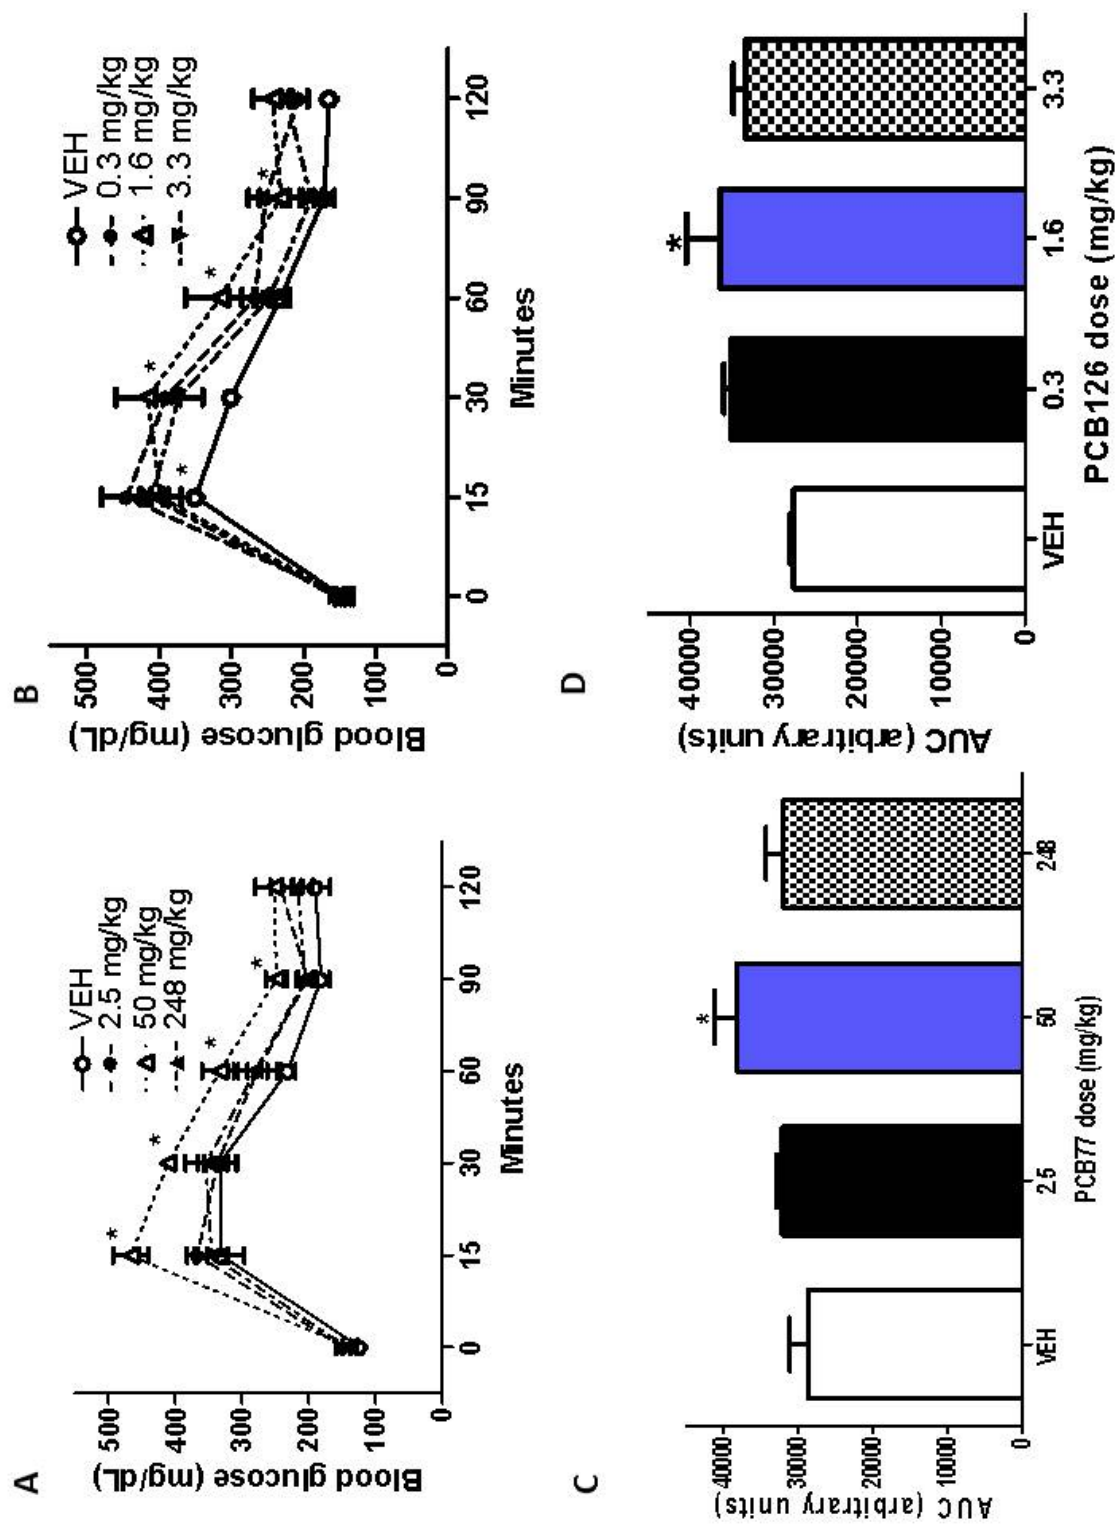 A
Blood glucose (mg/dL)
500
400
300
200
100
0
0
15
30
60
90
120
Minutes
VEH
2.5 mg/kg
50 mg/kg
248 mg/kg
*
*
*
*
B
Blood glucose (mg/dL)
500
400
300
200
100
0
0
15
30
60
90
120
Minutes
VEH
0.3 mg/kg
1.6 mg/kg
3.3 mg/kg
*
*
*
*
C
AUC (arbitrary units)
40000
30000
20000
10000
0
VEH
2.5
50
248
PCB77 dose (mg/kg)
*
D
AUC (arbitrary units)
40000
30000
20000
10000
0
VEH
0.3
1.6
3.3
PCB126 dose (mg/kg)
*